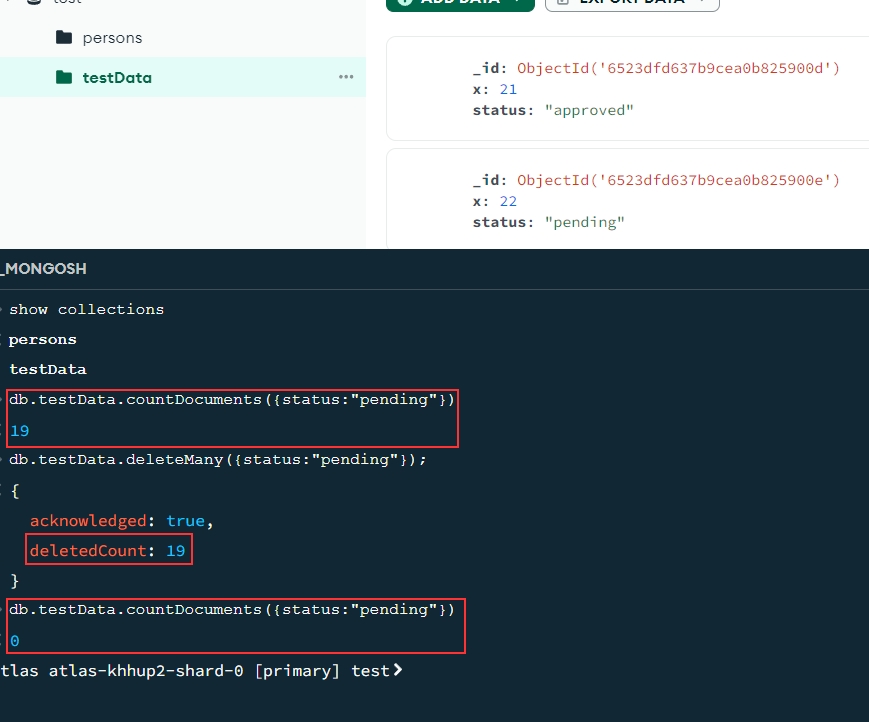 test
ADD DATA
EXPORT DATA
persons
testData
_id: ObjectId('6523dfd637b9cea0b825900d')
x: 21
status: "approved"
_id: ObjectId('6523dfd637b9cea0b825900e')
x: 22
status: "pending"
_MONGOSH
show collections
persons
testData
db.testData.countDocuments({status:"pending"})
19
db.testData.deleteMany({status:"pending"});
{
acknowledged: true,
deletedCount: 19
}
db.testData.countDocuments({status:"pending"})
0
tlas atlas-khhup2-shard-0 [primary] test>